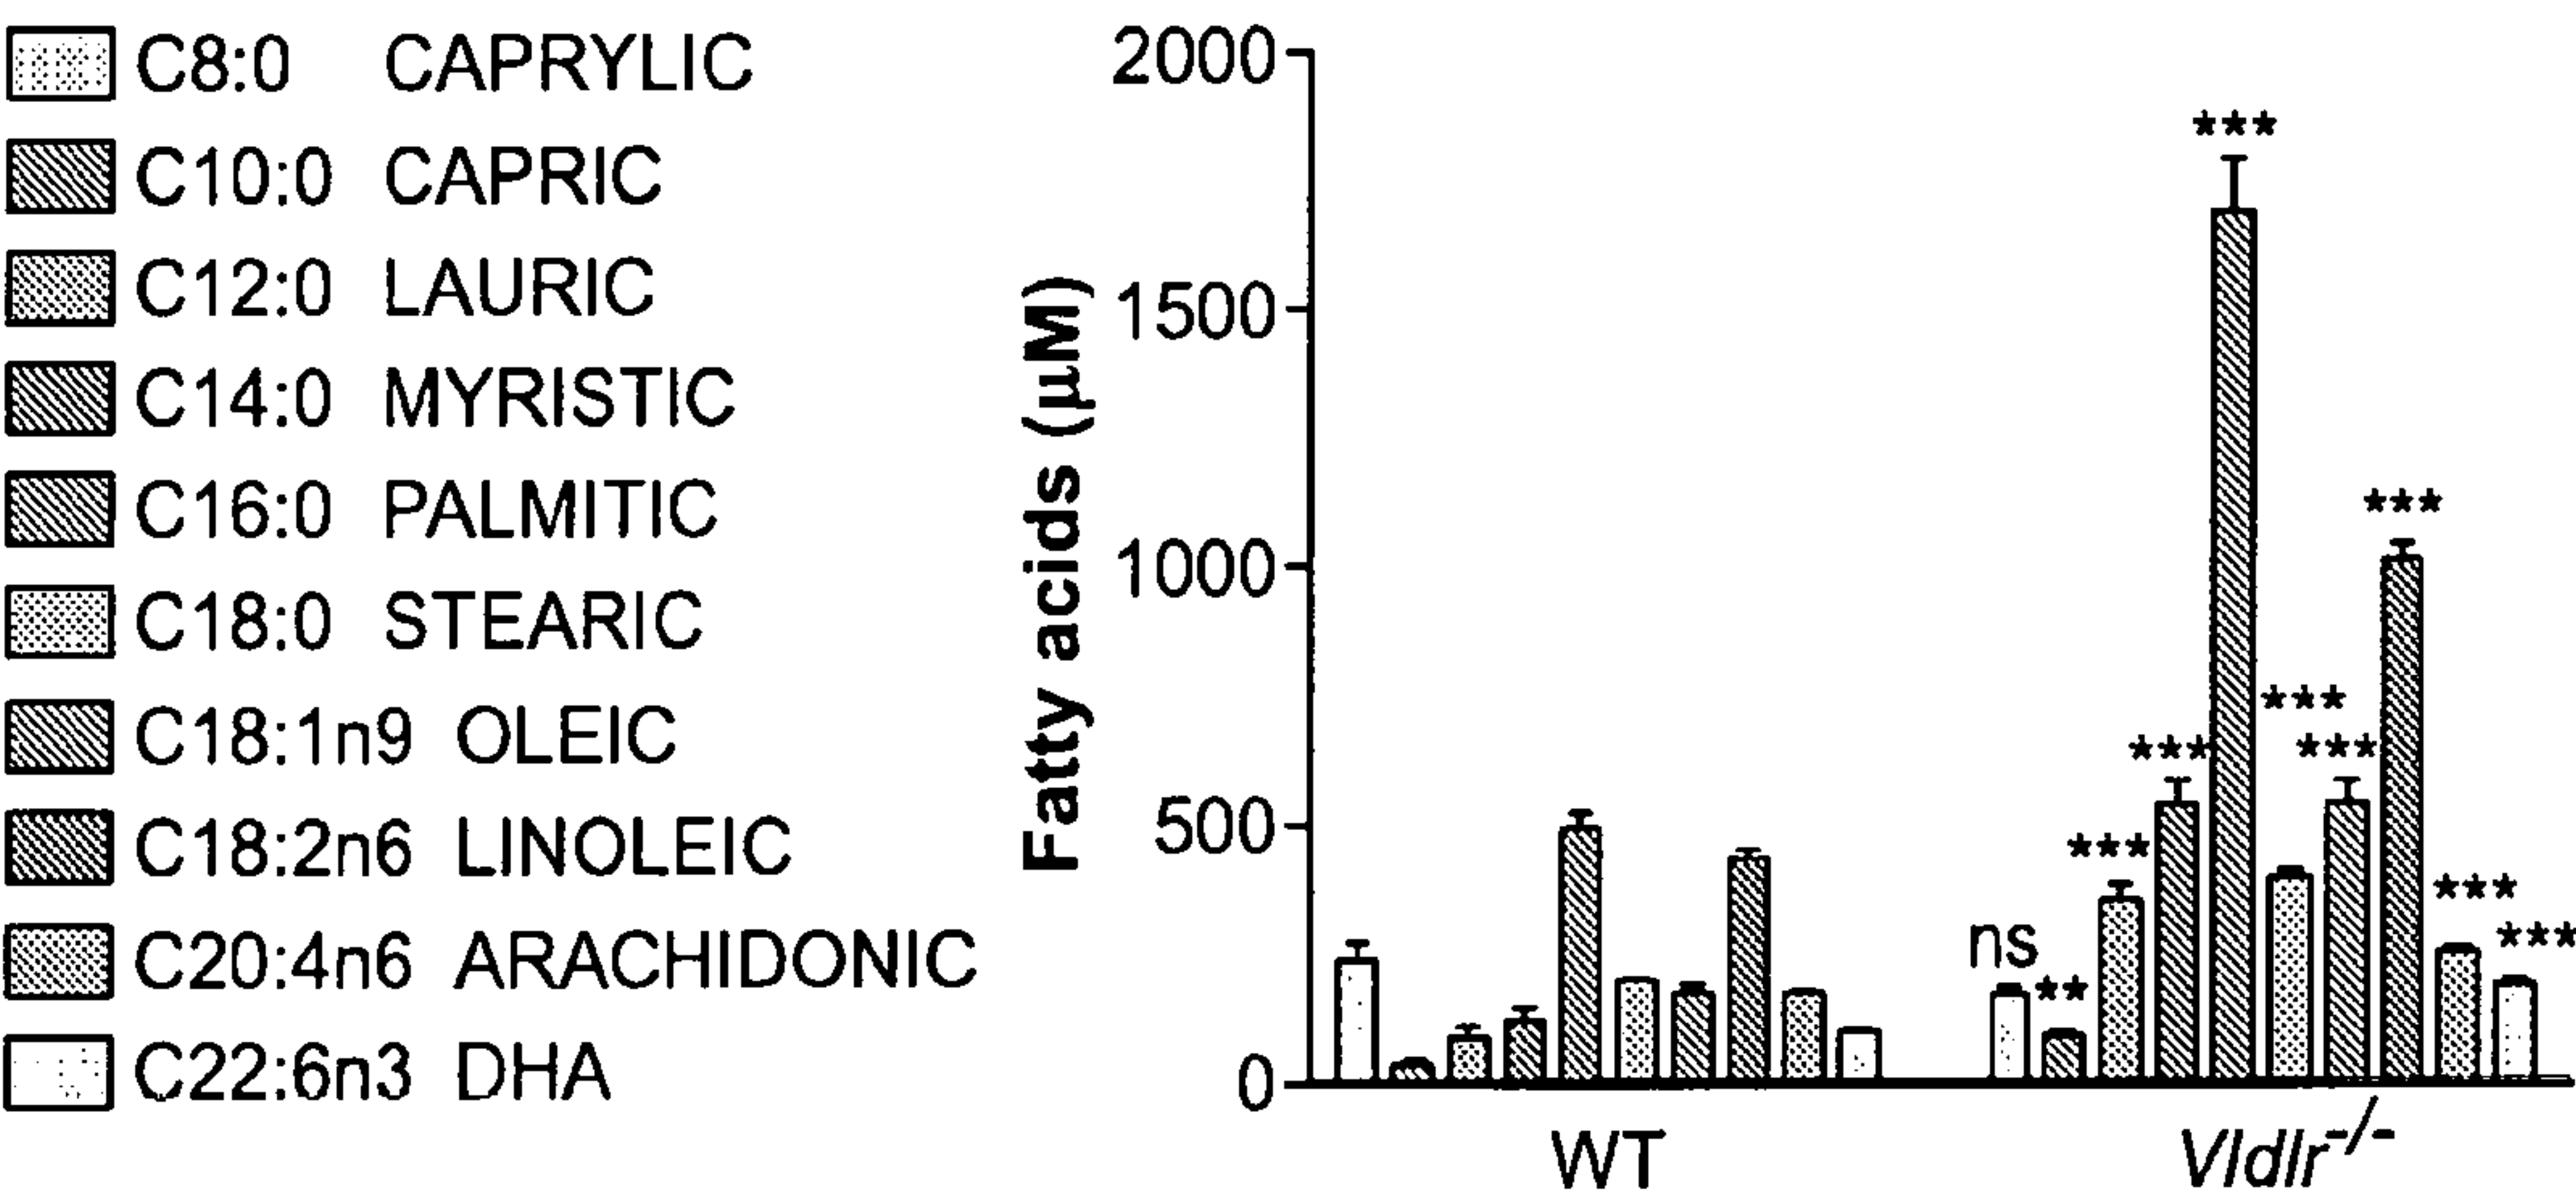 C8:0 CAPRYLIC
C10:0 CAPRIC
C12:0 LAURIC
C14:0 MYRISTIC
C16:0 PALMITIC
C18:0 STEARIC
C18:1n9 OLEIC
C18:2n6 LINOLEIC
C20:4n6 ARACHIDONIC
C22:6n3 DHA
Fatty acids (μM)
2000
1500
1000
500
0
ns
**
***
***
***
***
***
***
***
***
WT
Vldlr-/-